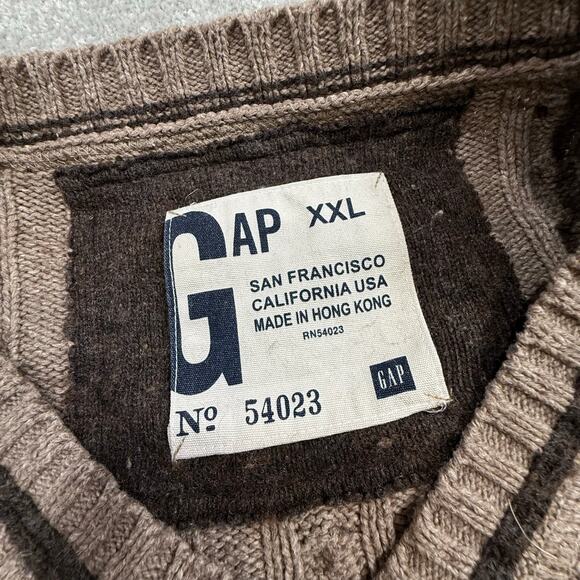 GAP XXL
SAN FRANCISCO
CALIFORNIA USA
MADE IN HONG KONG
RN54023
GAP
Nº 54023